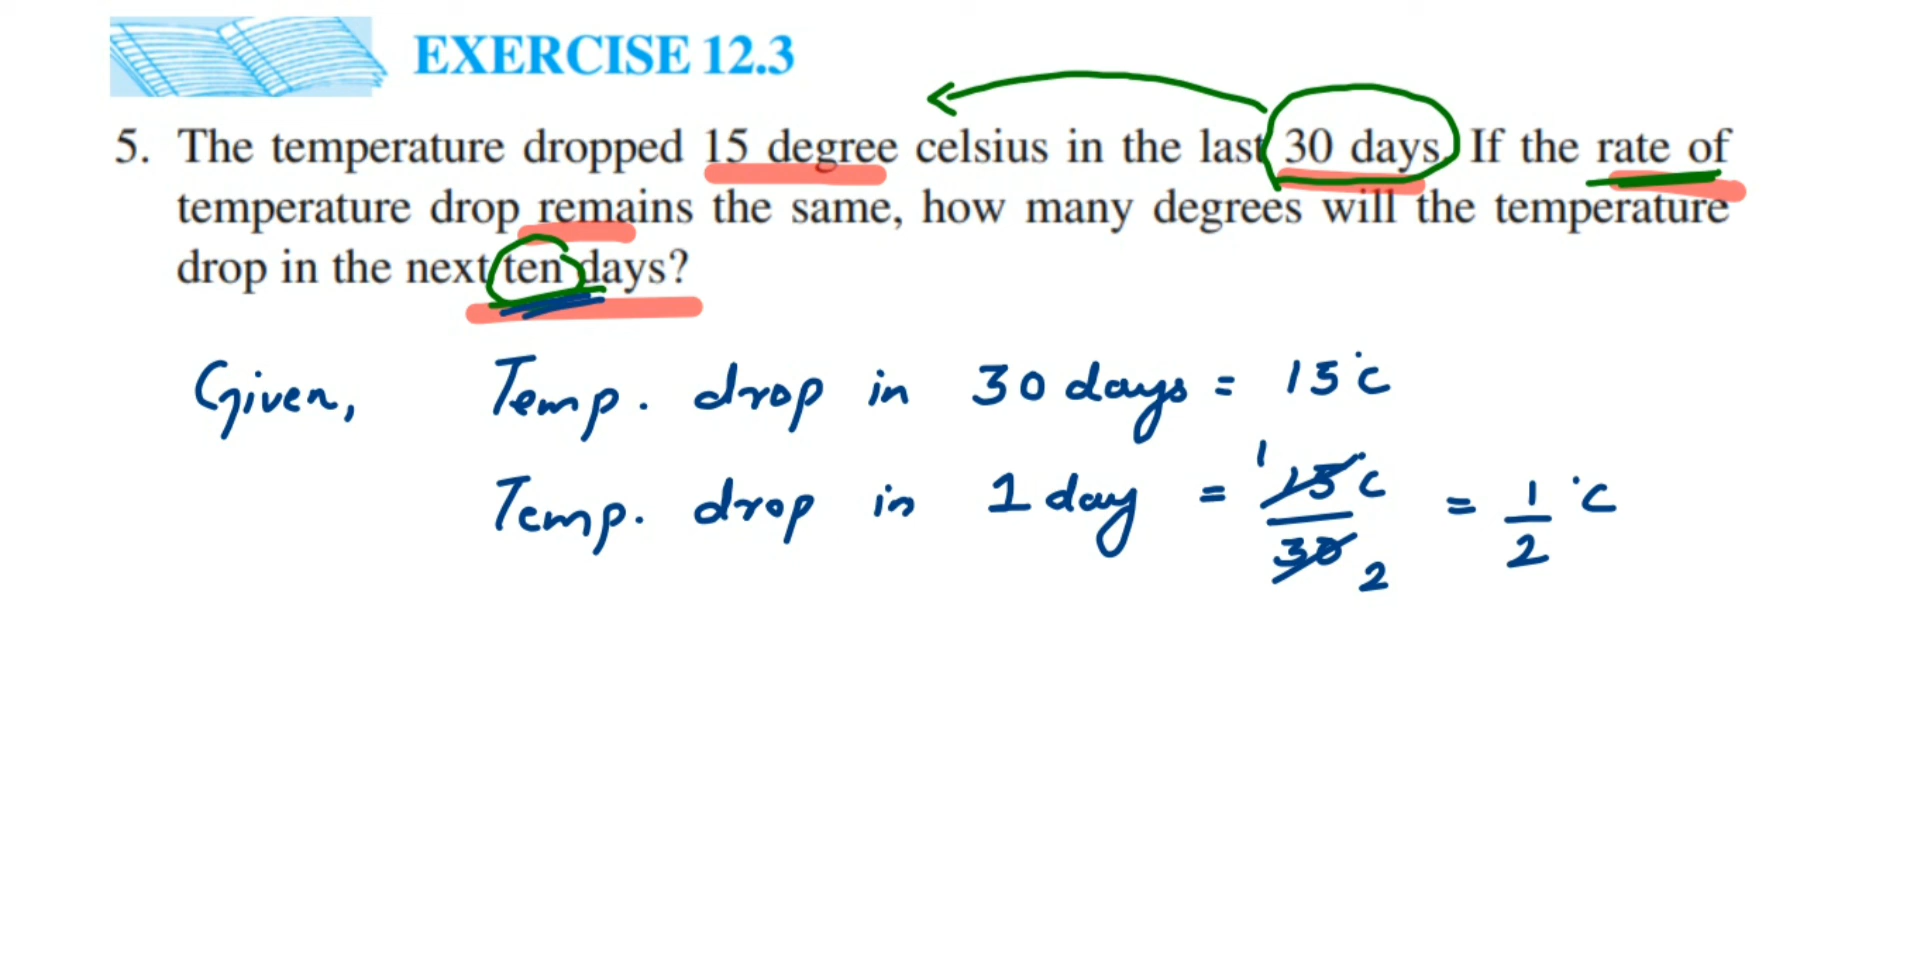 EXERCISE 12.3
5. The temperature dropped 15 degree celsius in the last 30 days. If the rate of
temperature drop remains the same, how many degrees will the temperature
drop in the next ten days?
Given, Temp. drop in 30 days = 15°C
Temp. drop in 1 day = 15°C/30 = 1/2 °C
1
2